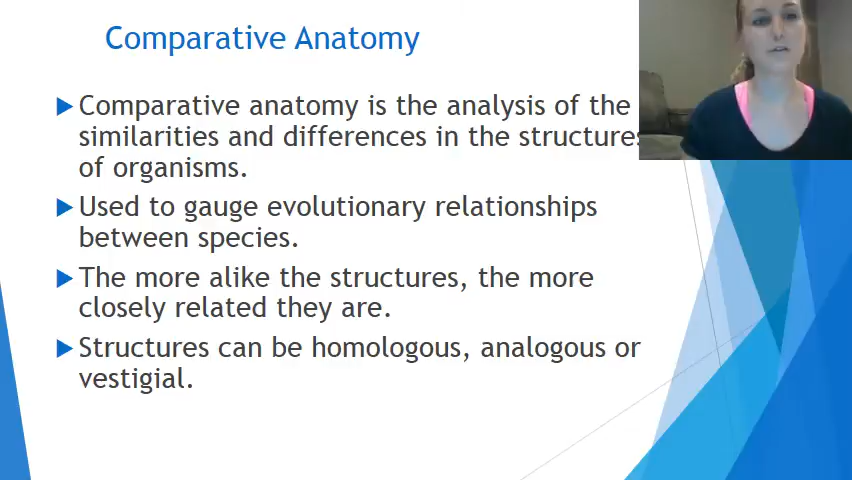 Comparative Anatomy
Comparative anatomy is the analysis of the
similarities and differences in the structures
of organisms.
Used to gauge evolutionary relationships
between species.
The more alike the structures, the more
closely related they are.
Structures can be homologous, analogous or
vestigial.